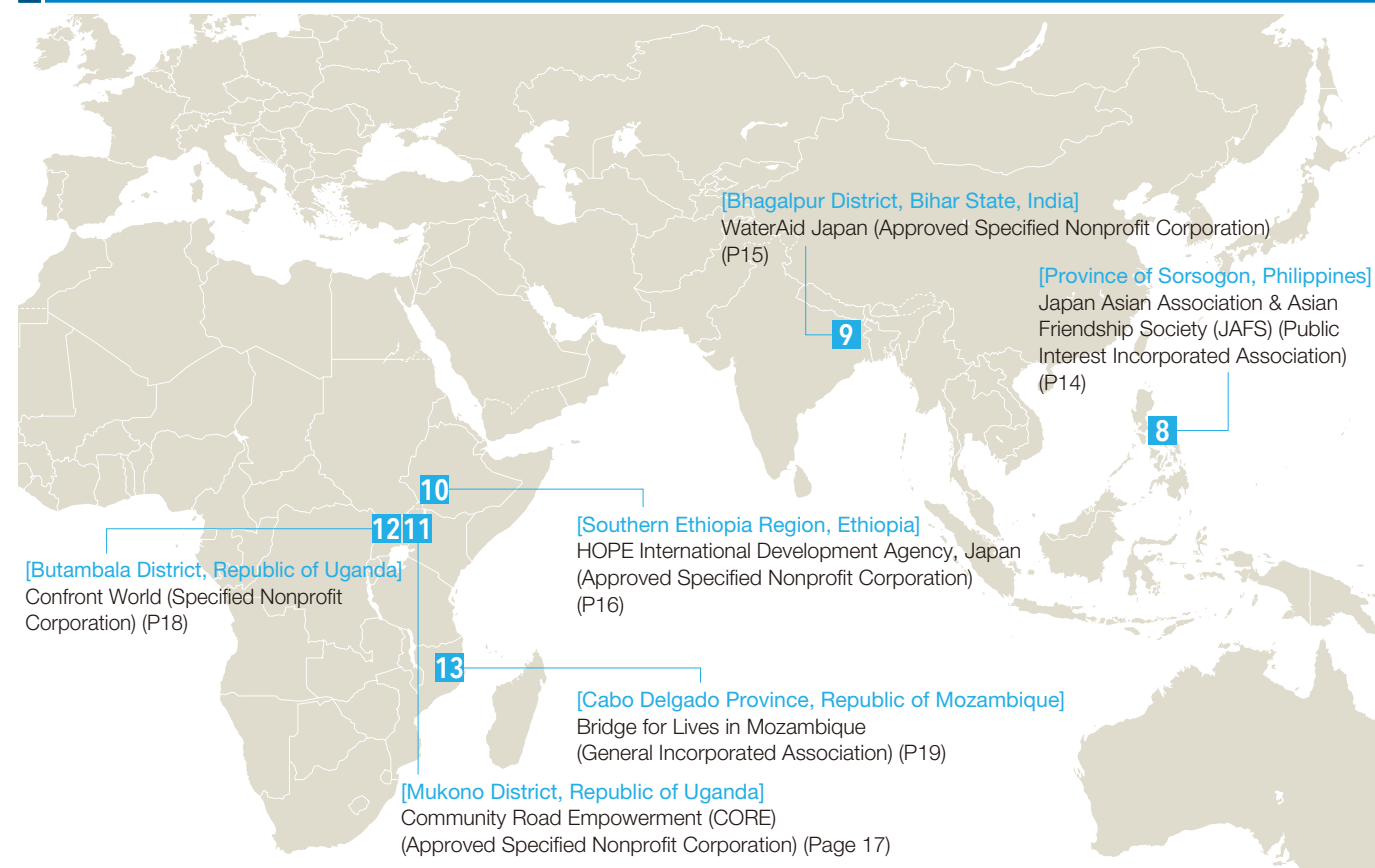 [Bhagalpur District, Bihar State, India]
WaterAid Japan (Approved Specified Nonprofit Corporation)
(P15)
9
[Province of Sorsogon, Philippines]
Japan Asian Association & Asian
Friendship Society (JAFS) (Public
Interest Incorporated Association)
(P14)
8
10
[Southern Ethiopia Region, Ethiopia]
HOPE International Development Agency, Japan
(Approved Specified Nonprofit Corporation)
(P16)
12
11
[Butambala District, Republic of Uganda]
Confront World (Specified Nonprofit
Corporation) (P18)
13
[Cabo Delgado Province, Republic of Mozambique]
Bridge for Lives in Mozambique
(General Incorporated Association) (P19)
[Mukono District, Republic of Uganda]
Community Road Empowerment (CORE)
(Approved Specified Nonprofit Corporation) (Page 17)